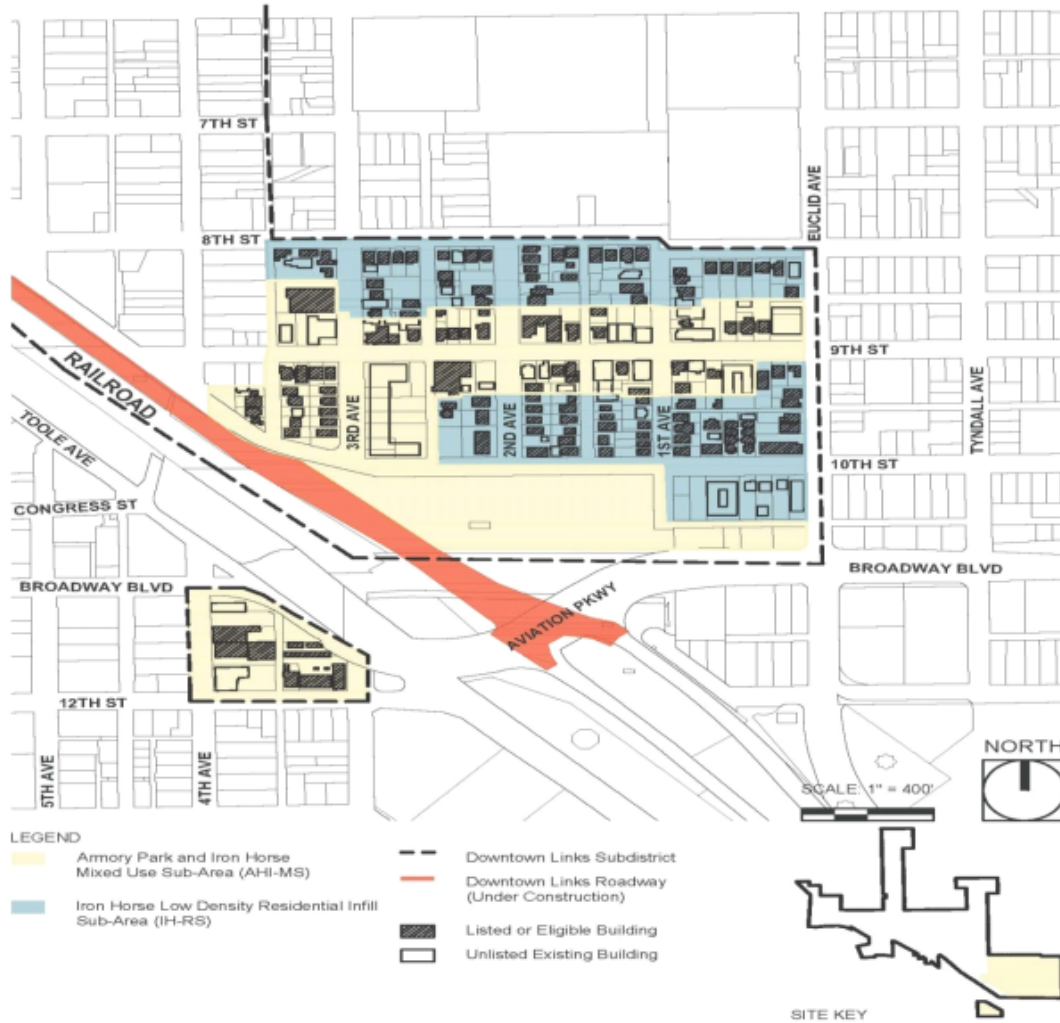 7TH ST
EUCLID AVE
8TH ST
9TH ST
RAILROAD
3RD AVE
2ND AVE
1ST AVE
TYNDALL AVE
TOOLE AVE
10TH ST
CONGRESS ST
BROADWAY BLVD
BROADWAY BLVD
AVIATION PKWY
12TH ST
5TH AVE
4TH AVE
NORTH
SCALE: 1" = 400'
LEGEND
Armory Park and Iron Horse
Mixed Use Sub-Area (AHI-MS)
Iron Horse Low Density Residential Infill
Sub-Area (IH-RS)
Downtown Links Subdistrict
Downtown Links Roadway
(Under Construction)
Listed or Eligible Building
Unlisted Existing Building
SITE KEY